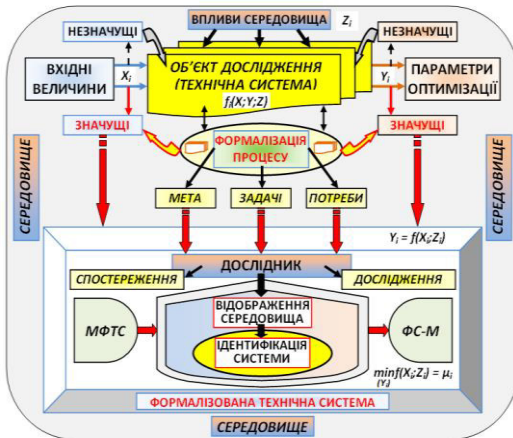 ВПЛИВИ СЕРЕДОВИЩА Zi
НЕЗНАЧУЩІ
НЕЗНАЧУЩІ
ВХІДНІ
ВЕЛИЧИНИ
Xi
ОБ’ЄКТ ДОСЛІДЖЕННЯ
(ТЕХНІЧНА СИСТЕМА)
fi(X;Y;Z)
Yi
ПАРАМЕТРИ
ОПТИМІЗАЦІЇ
ЗНАЧУЩІ
ЗНАЧУЩІ
ФОРМАЛІЗАЦІЯ
ПРОЦЕСУ
СЕРЕДОВИЩЕ
СЕРЕДОВИЩЕ
МЕТА
ЗАДАЧІ
ПОТРЕБИ
Yi = f(Xi;Zi)
ДОСЛІДНИК
СПОСТЕРЕЖЕННЯ
ДОСЛІДЖЕННЯ
ВІДОБРАЖЕННЯ
СЕРЕДОВИЩА
МФТС
ФС-М
ІДЕНТИФІКАЦІЯ
СИСТЕМИ
minf(Xi;Zi) = μi
(Yi)
ФОРМАЛІЗОВАНА ТЕХНІЧНА СИСТЕМА
СЕРЕДОВИЩЕ